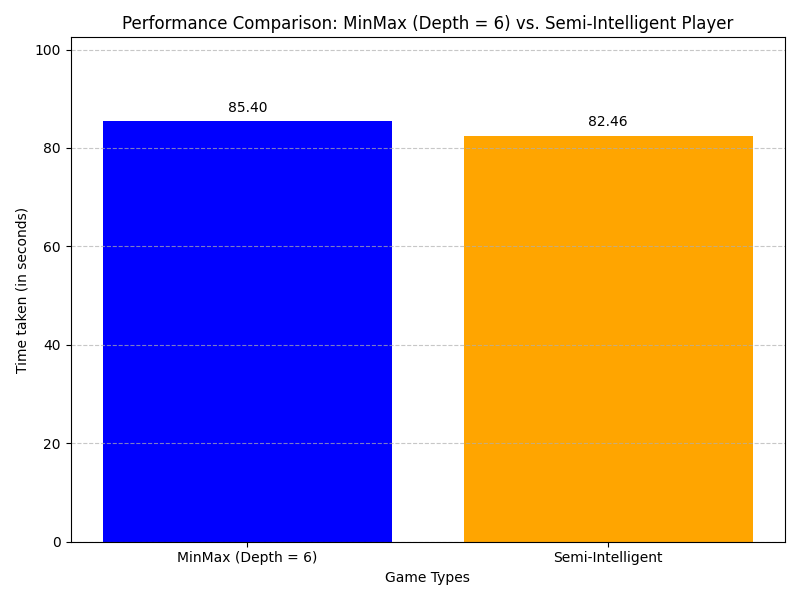 Performance Comparison: MinMax (Depth = 6) vs. Semi-Intelligent Player
Time taken (in seconds)
100
80
60
40
20
0
85.40
82.46
MinMax (Depth = 6)
Semi-Intelligent
Game Types